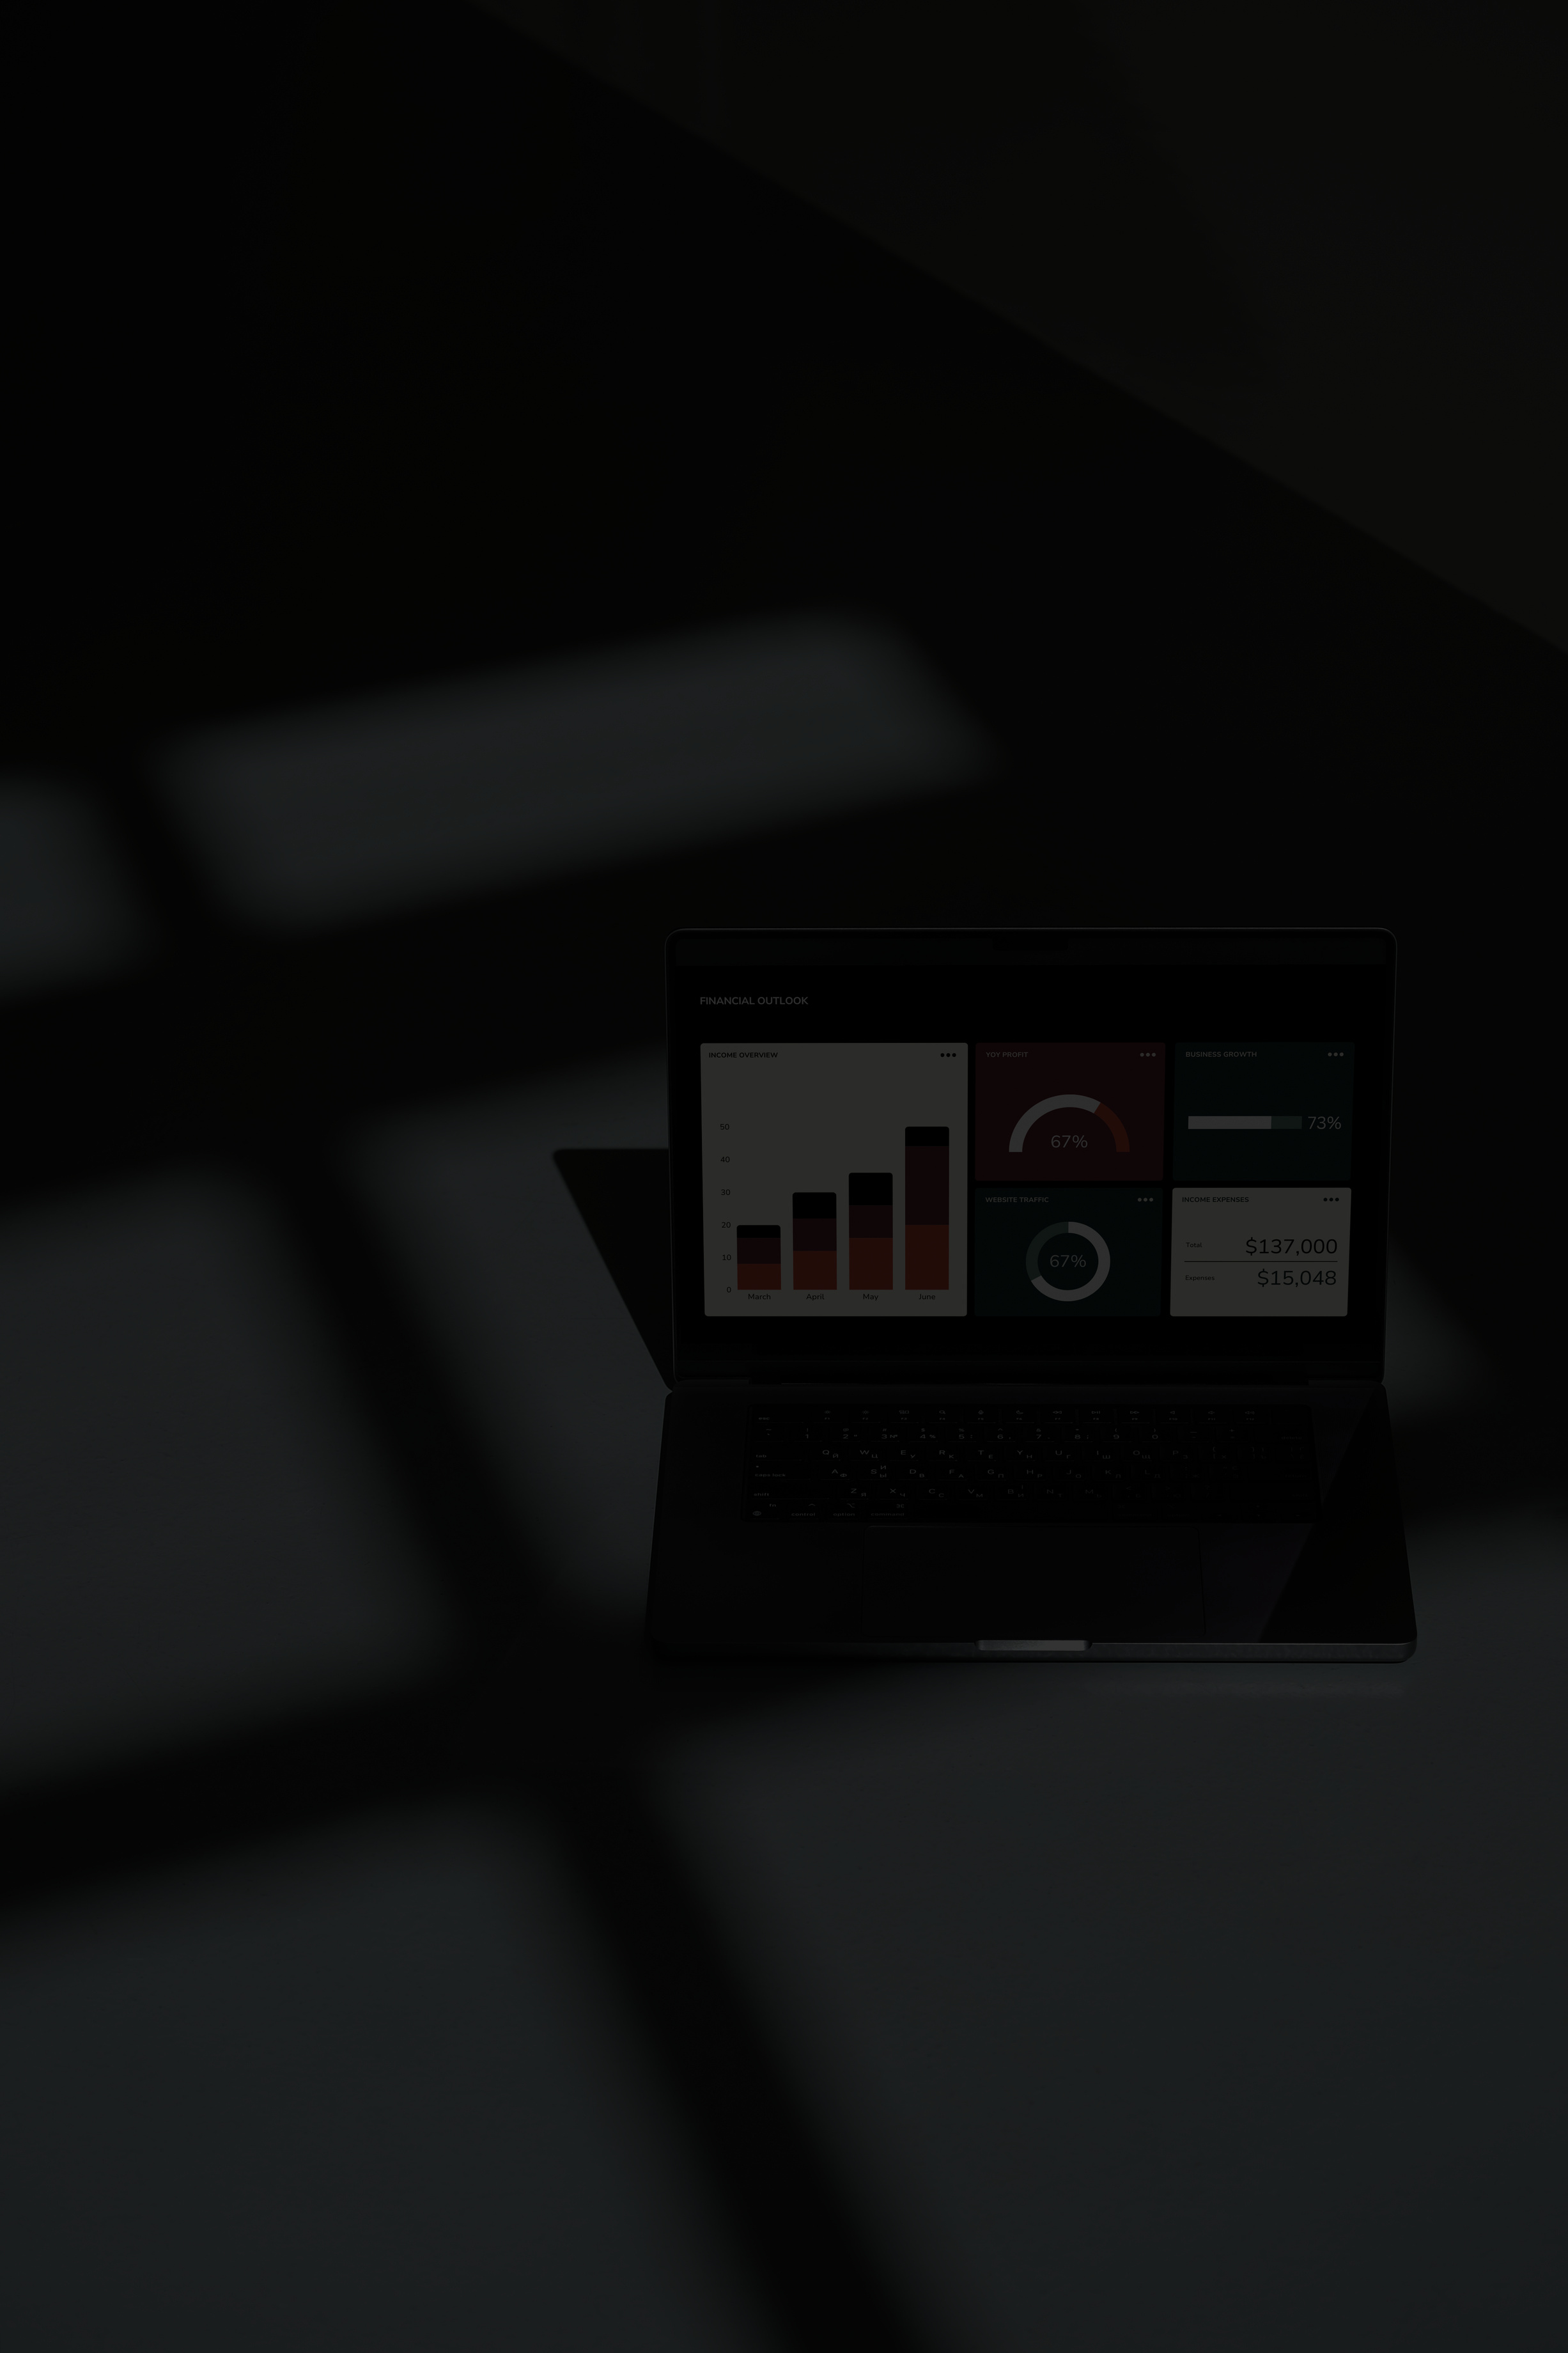 FINANCIAL OUTLOOK
INCOME OVERVIEW
50
40
30
20
10
0
March April May June
YOY PROFIT
67%
BUSINESS GROWTH
73%
WEBSITE TRAFFIC
67%
INCOME EXPENSES
Total $137,000
Expenses $15,048
Q W E R T Y U I O P
A S D F G H J
Z X C V B N M